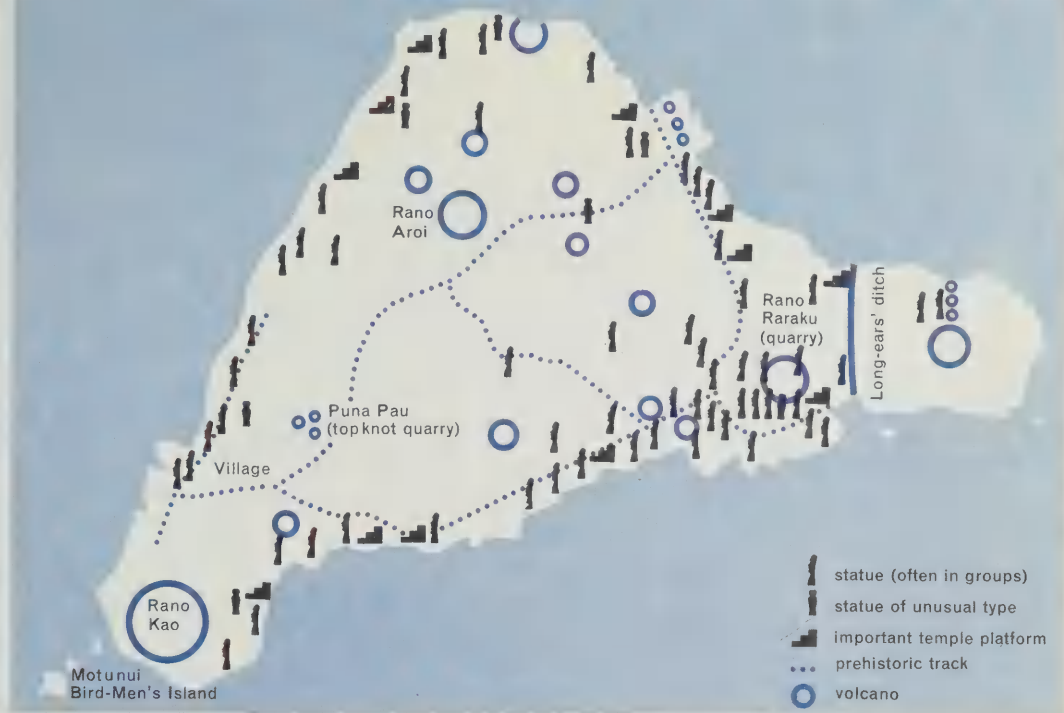 Rano
Aroi
Rano
Raraku
(quarry)
Long-ears' ditch
Puna Pau
(topknot quarry)
Village
Rano
Kao
Motunui
Bird-Men's Island
statue (often in groups)
statue of unusual type
important temple platform
prehistoric track
volcano